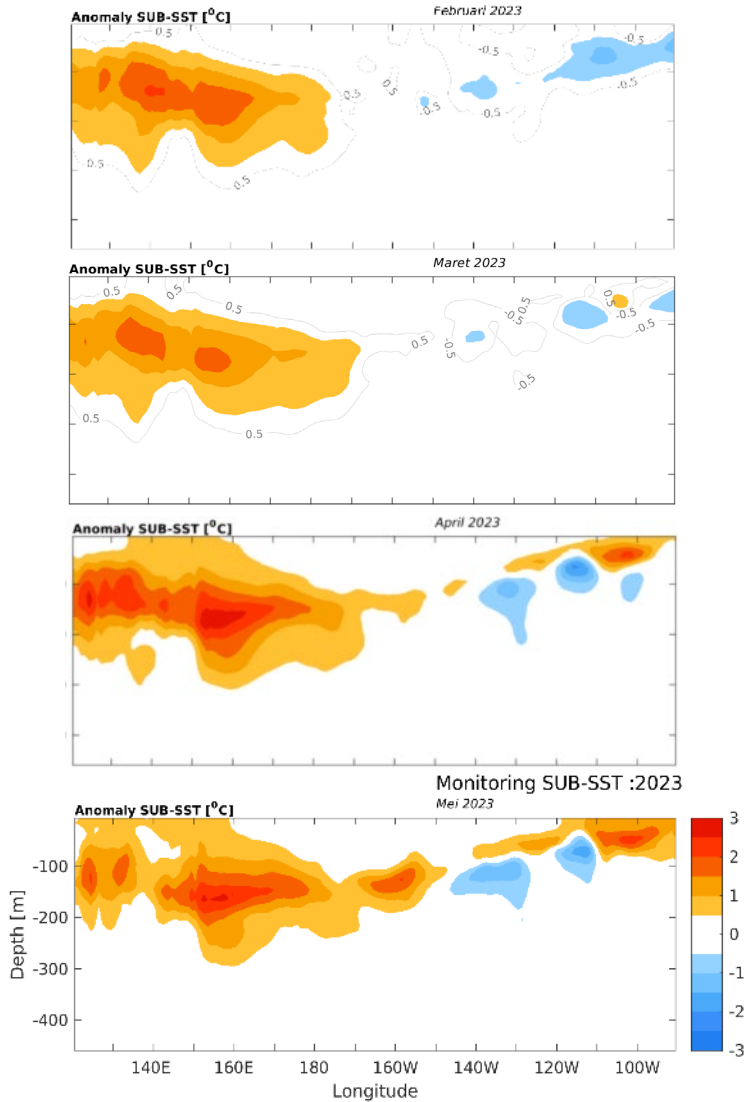 Anomaly SUB-SST [⁰C]
Februari 2023
0.5
-0.5
-0.5
0.5
0.5
-0.5
-0.5
-0.5
0.5
0.5
Anomaly SUB-SST [⁰C]
Maret 2023
0.5
0.5
0.5
0.5
-0.5
0.5
-0.5
0.5
-0.5
-0.5
-0.5
0.5
0.5
Anomaly SUB-SST [⁰C]
April 2023
Monitoring SUB-SST :2023
Anomaly SUB-SST [⁰C]
Mei 2023
3
2
1
0
-1
-2
-3
-100
-200
-300
-400
Depth [m]
140E
160E
180
160W
140W
120W
100W
Longitude